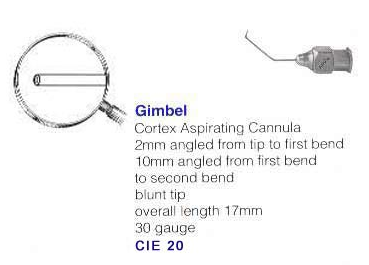 Gimbel
Cortex Aspirating Cannula
2mm angled from tip to first bend
10mm angled from first bend
to second bend
blunt tip
overall length 17mm
30 gauge
CIE 20